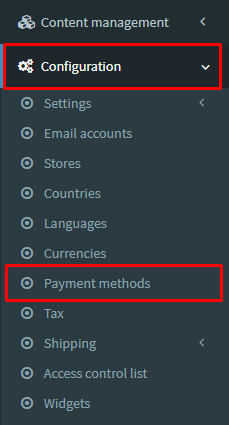 Content management
Configuration
Settings
Email accounts
Stores
Countries
Languages
Currencies
Payment methods
Tax
Shipping
Access control list
Widgets